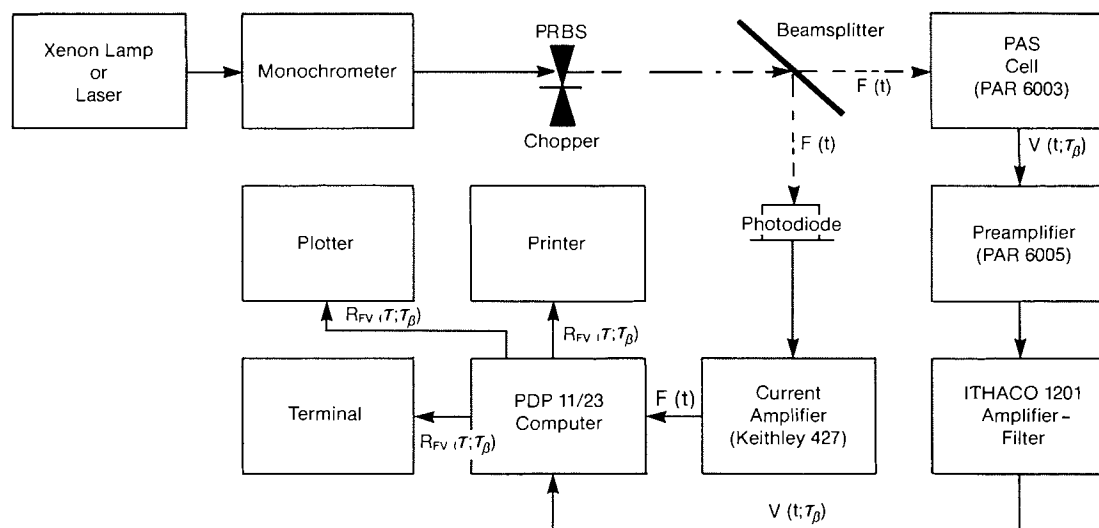 Xenon Lamp
or
Laser
Monochrometer
PRBS
Chopper
Beamsplitter
F (t)
PAS
Cell
(PAR 6003)
F (t)
V (t;τβ)
Photodiode
Preamplifier
(PAR 6005)
Plotter
Printer
RFV (τ;τβ)
RFV (τ;τβ)
Terminal
RFV (τ;τβ)
PDP 11/23
Computer
F (t)
Current
Amplifier
(Keithley 427)
ITHACO 1201
Amplifier–
Filter
V (t;τβ)